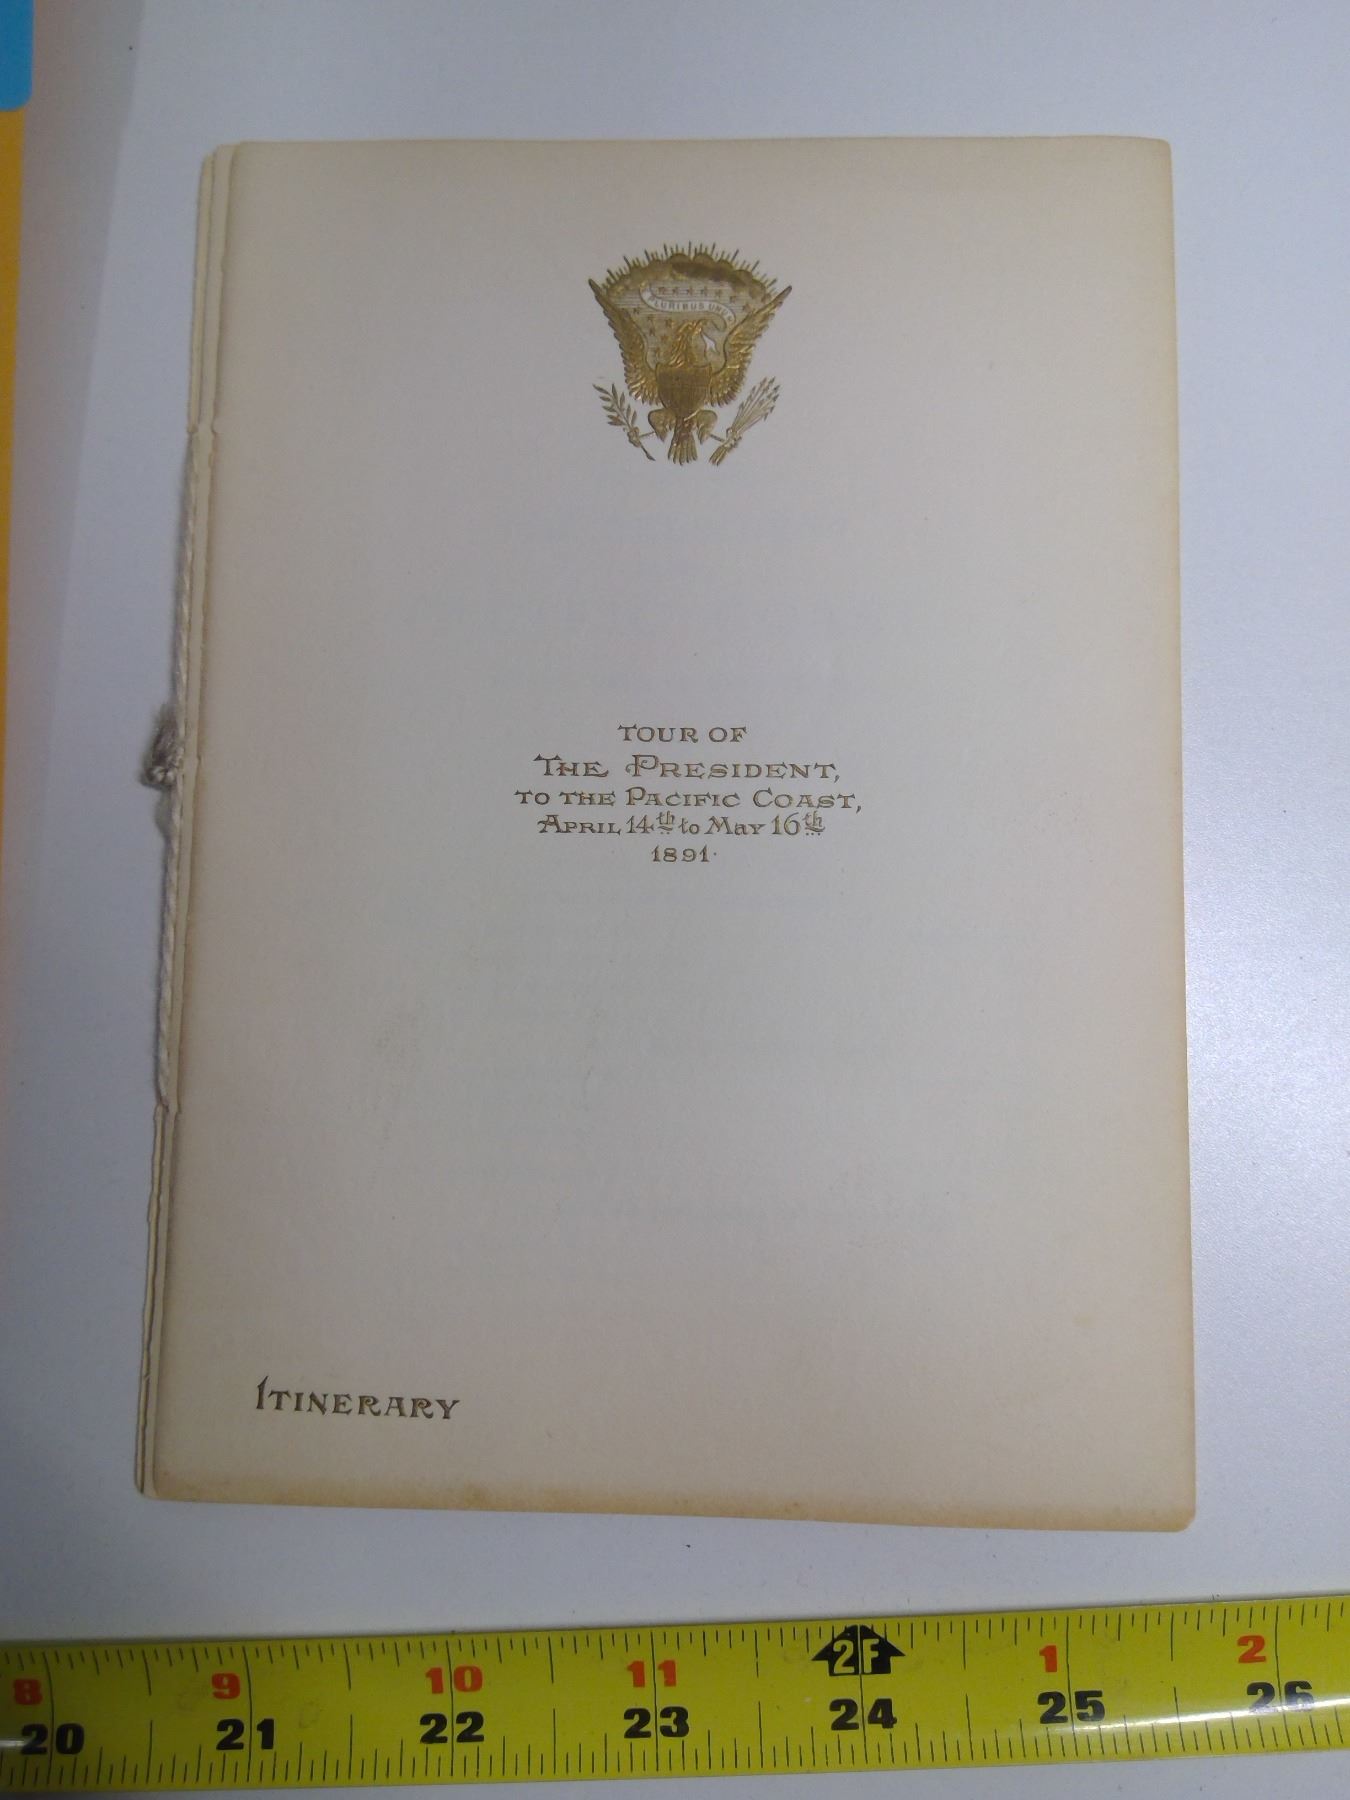 PLURIBUS UNUM
TOUR OF
THE PRESIDENT,
TO THE PACIFIC COAST,
APRIL 14th to MAY 16th
1891.
ITINERARY
8 9 10 11 2F 1 2
20 21 22 23 24 25 26